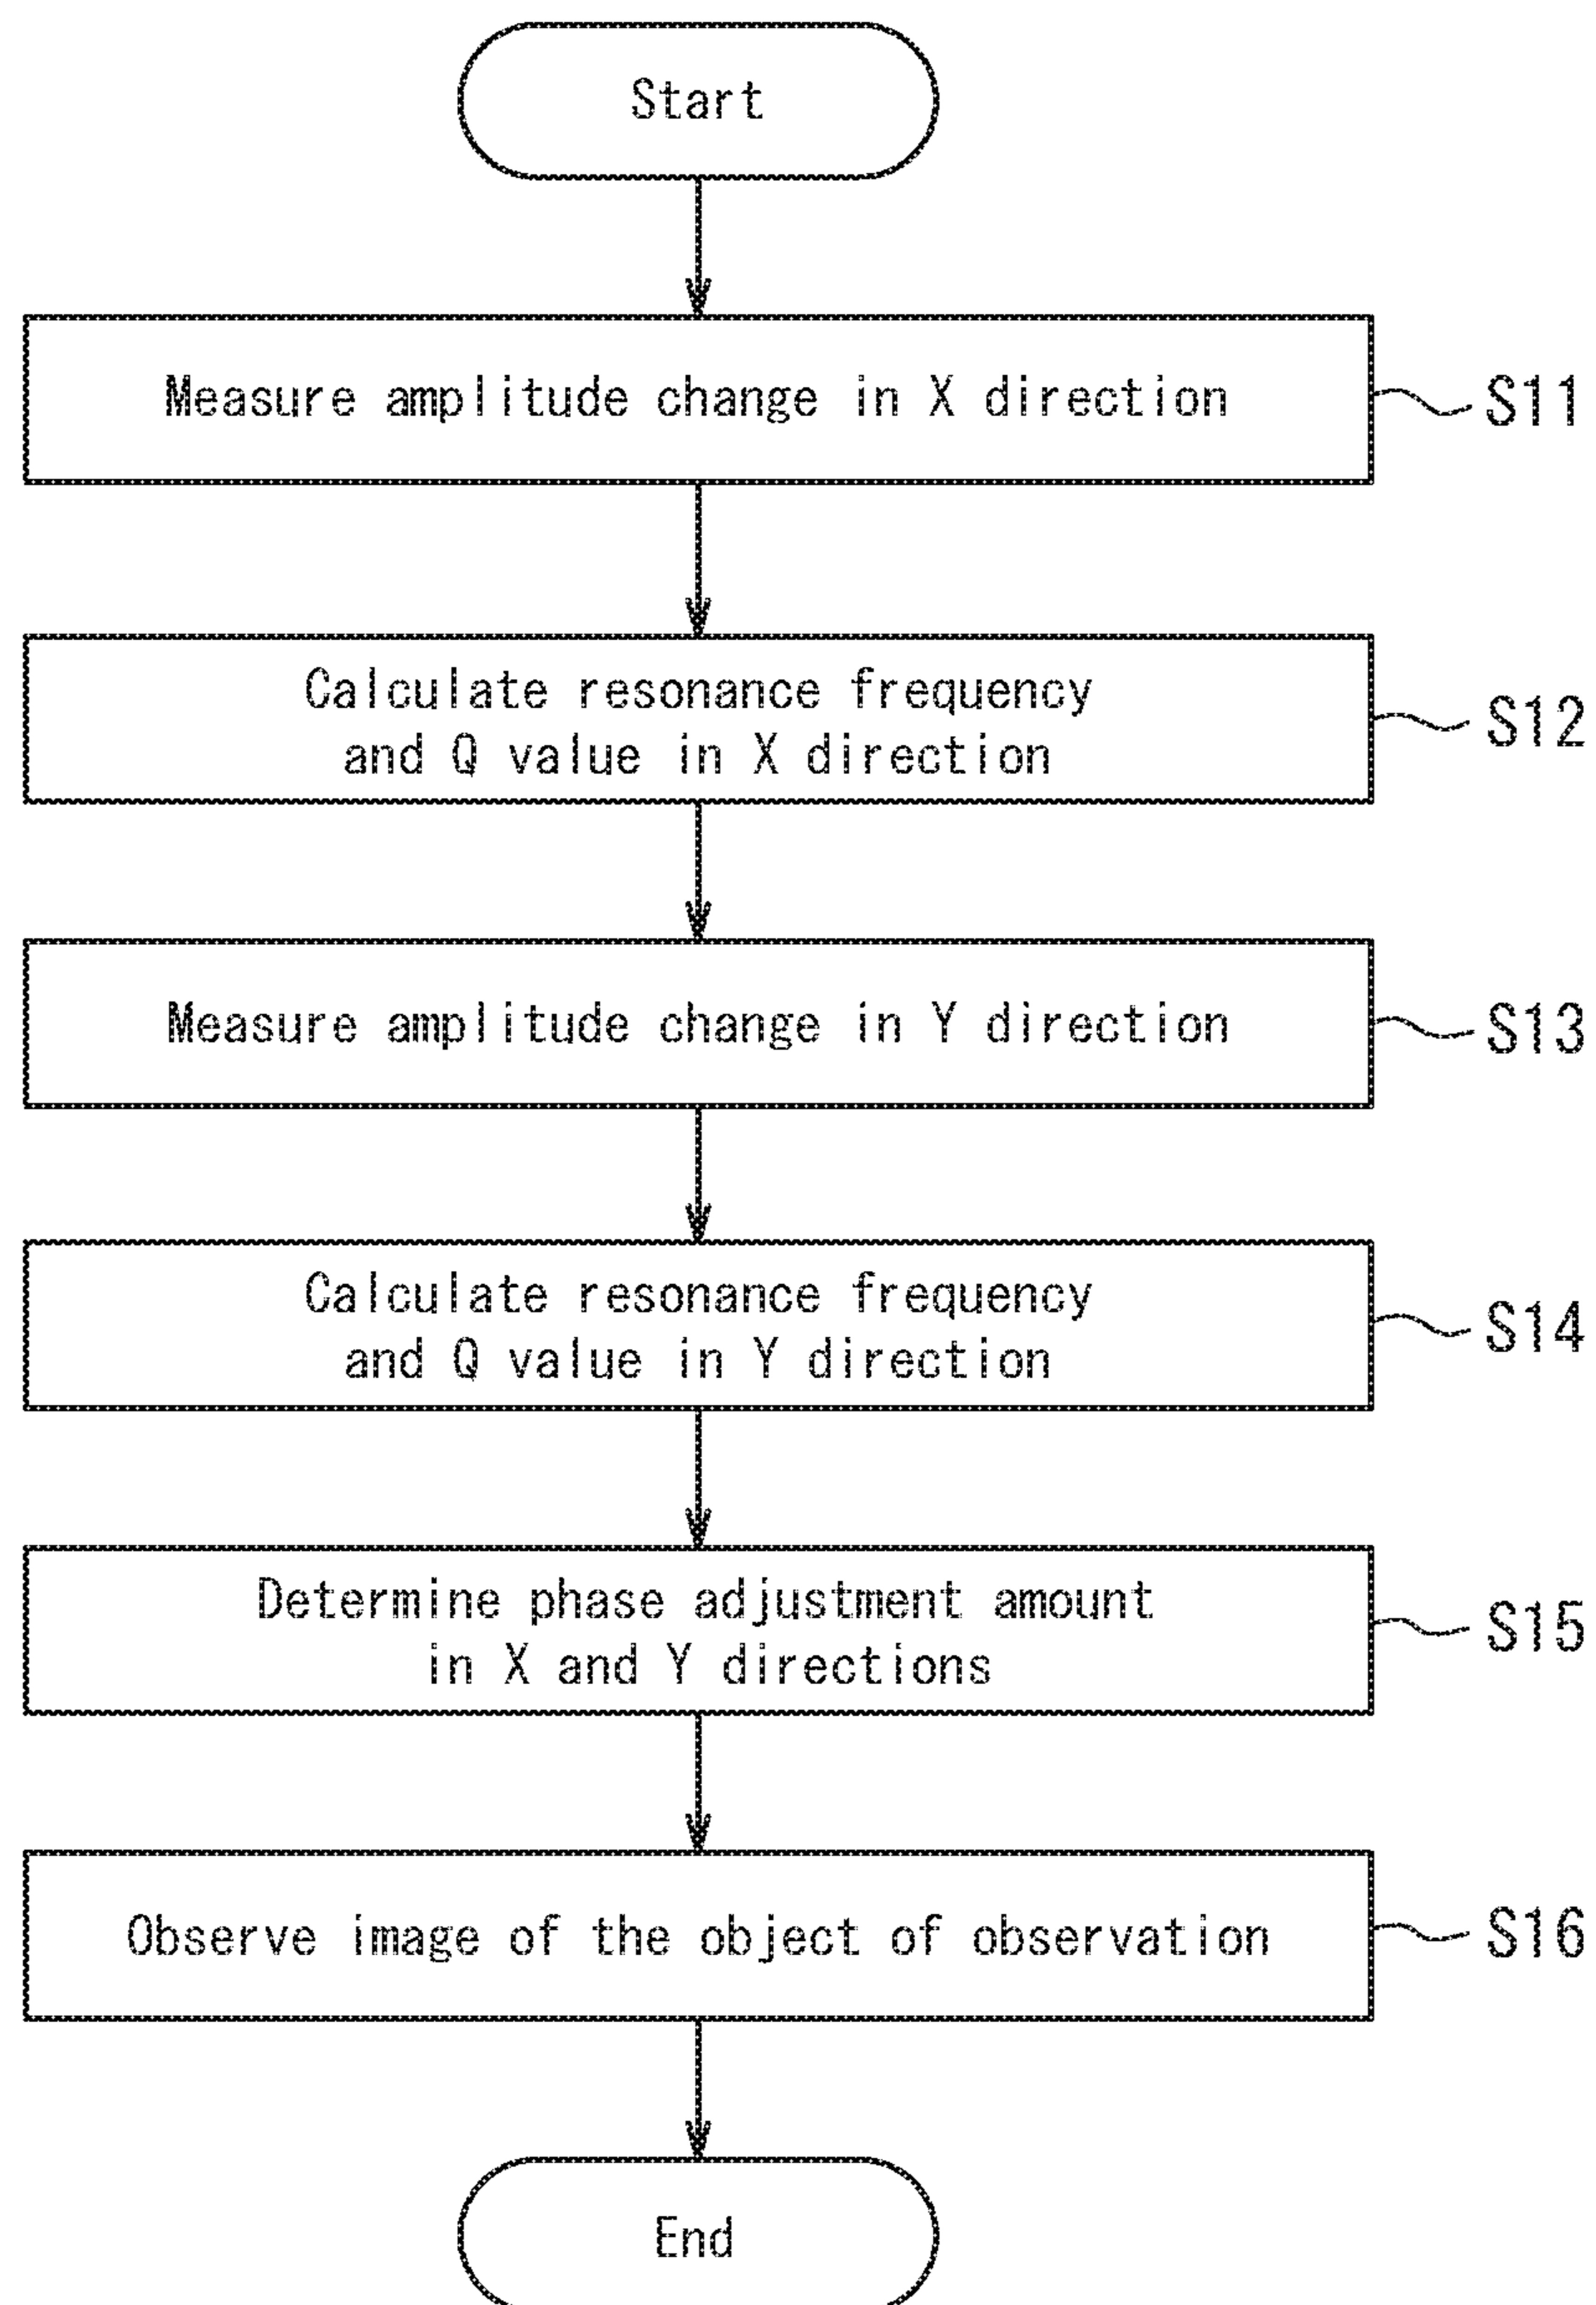 Start
Measure amplitude change in X direction
S11
Calculate resonance frequency
and Q value in X direction
S12
Measure amplitude change in Y direction
S13
Calculate resonance frequency
and Q value in Y direction
S14
Determine phase adjustment amount
in X and Y directions
S15
Observe image of the object of observation
S16
End